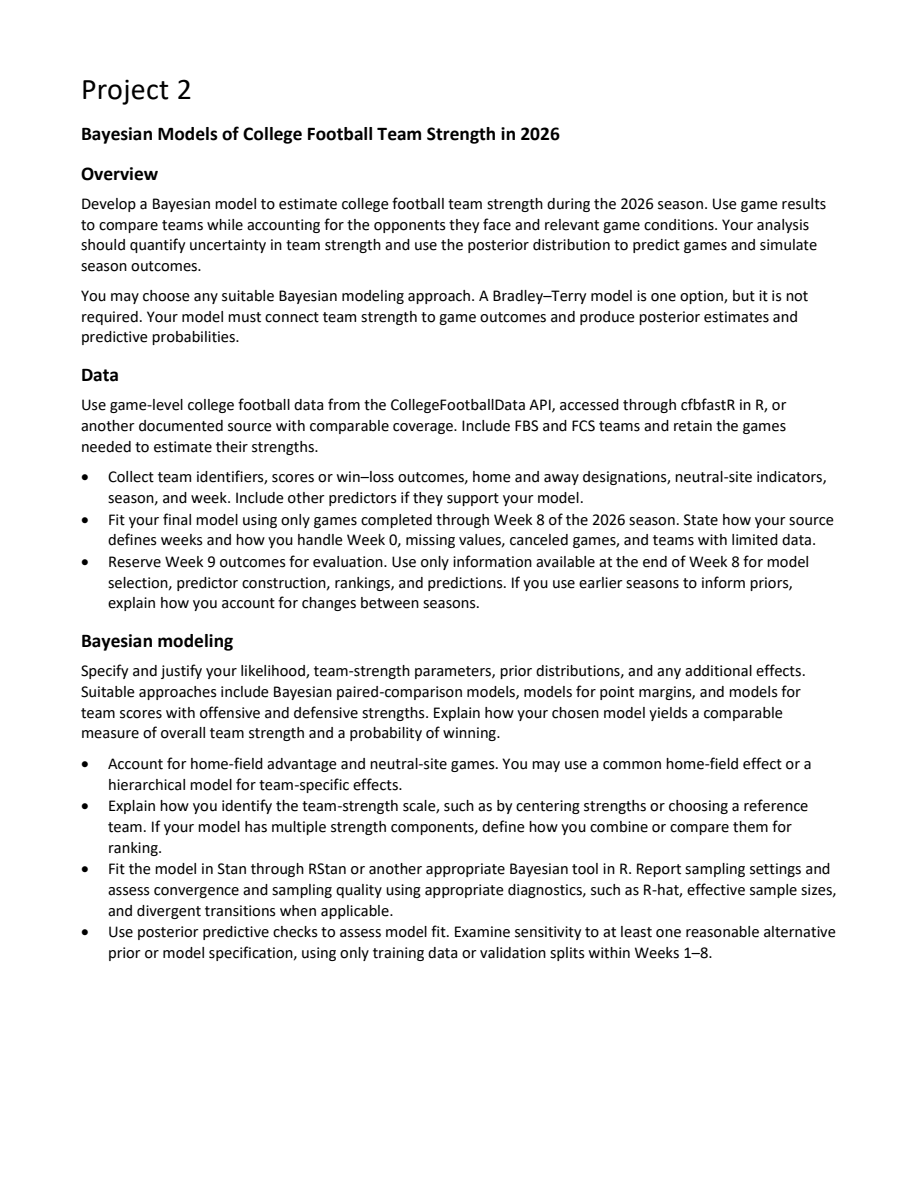 Project 2
Bayesian Models of College Football Team Strength in 2026
Overview
Develop a Bayesian model to estimate college football team strength during the 2026 season. Use game results
to compare teams while accounting for the opponents they face and relevant game conditions. Your analysis
should quantify uncertainty in team strength and use the posterior distribution to predict games and simulate
season outcomes.
You may choose any suitable Bayesian modeling approach. A Bradley–Terry model is one option, but it is not
required. Your model must connect team strength to game outcomes and produce posterior estimates and
predictive probabilities.
Data
Use game-level college football data from the CollegeFootballData API, accessed through cfbfastR in R, or
another documented source with comparable coverage. Include FBS and FCS teams and retain the games
needed to estimate their strengths.
• Collect team identifiers, scores or win–loss outcomes, home and away designations, neutral-site indicators,
season, and week. Include other predictors if they support your model.
• Fit your final model using only games completed through Week 8 of the 2026 season. State how your source
defines weeks and how you handle Week 0, missing values, canceled games, and teams with limited data.
• Reserve Week 9 outcomes for evaluation. Use only information available at the end of Week 8 for model
selection, predictor construction, rankings, and predictions. If you use earlier seasons to inform priors,
explain how you account for changes between seasons.
Bayesian modeling
Specify and justify your likelihood, team-strength parameters, prior distributions, and any additional effects.
Suitable approaches include Bayesian paired-comparison models, models for point margins, and models for
team scores with offensive and defensive strengths. Explain how your chosen model yields a comparable
measure of overall team strength and a probability of winning.
• Account for home-field advantage and neutral-site games. You may use a common home-field effect or a
hierarchical model for team-specific effects.
• Explain how you identify the team-strength scale, such as by centering strengths or choosing a reference
team. If your model has multiple strength components, define how you combine or compare them for
ranking.
• Fit the model in Stan through RStan or another appropriate Bayesian tool in R. Report sampling settings and
assess convergence and sampling quality using appropriate diagnostics, such as R-hat, effective sample sizes,
and divergent transitions when applicable.
• Use posterior predictive checks to assess model fit. Examine sensitivity to at least one reasonable alternative
prior or model specification, using only training data or validation splits within Weeks 1–8.